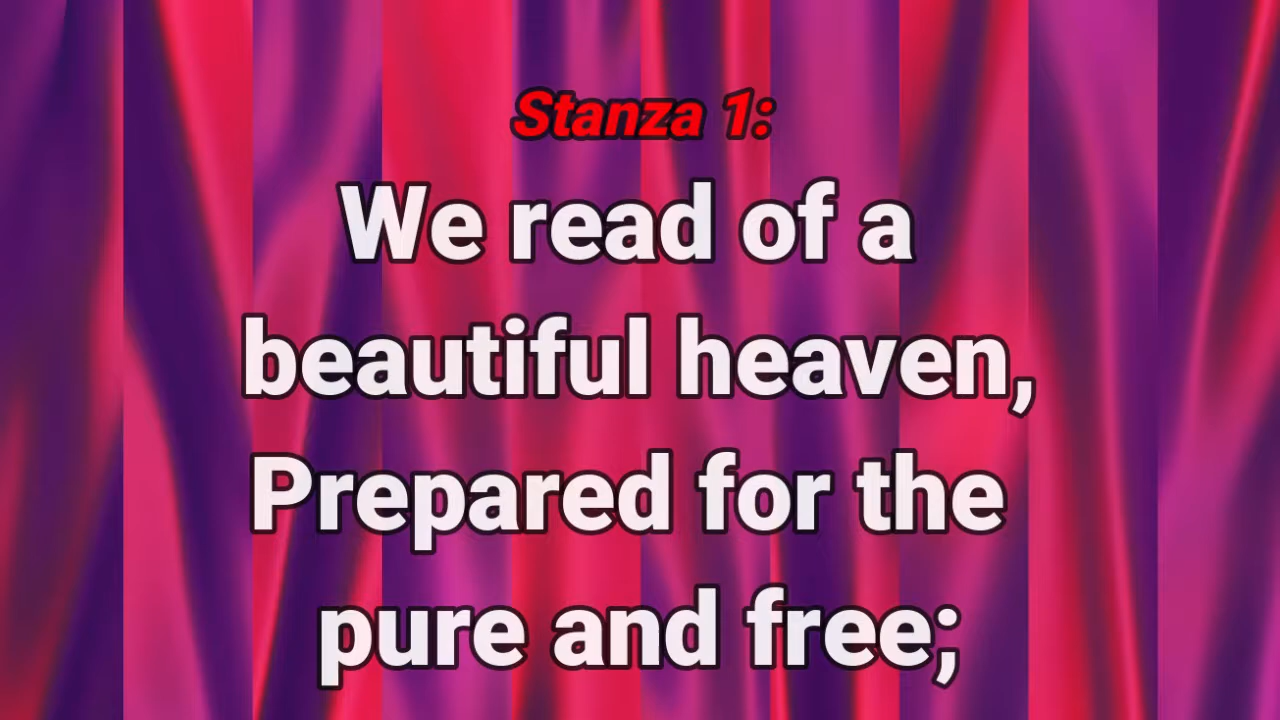 Stanza 1:
We read of a
beautiful heaven,
Prepared for the
pure and free;